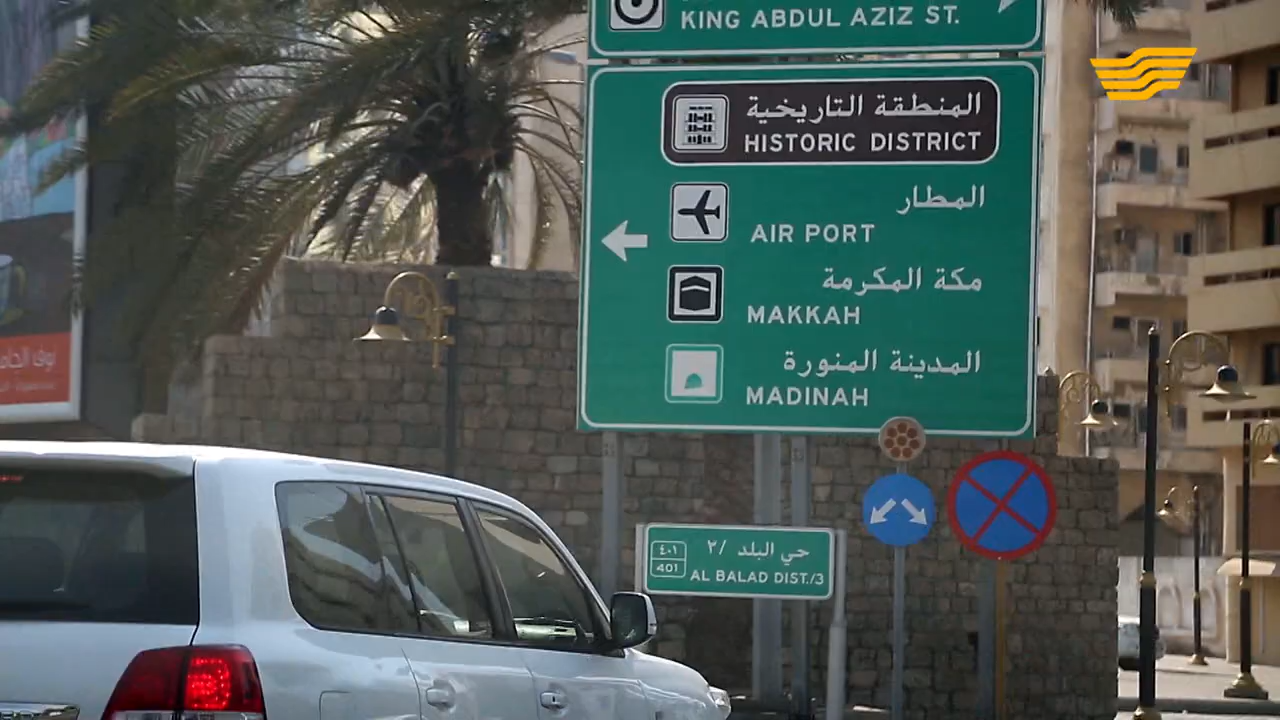 KING ABDUL AZIZ ST.
المنطقة التاريخية
HISTORIC DISTRICT
المطار
AIR PORT
مكة المكرمة
MAKKAH
المدينة المنورة
MADINAH
٤٠١
401
حي البلد /٣
AL BALAD DIST./3